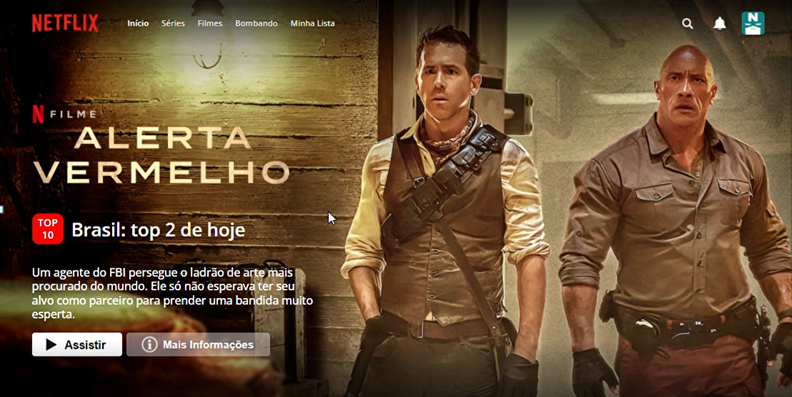 NETFLIX Início Séries Filmes Bombando Minha Lista
N FILME
ALERTA
VERMELHO
TOP
10
Brasil: top 2 de hoje
Um agente do FBI persegue o ladrão de arte mais
procurado do mundo. Ele só não esperava ter seu
alvo como parceiro para prender uma bandida muito
esperta.
Assistir Mais Informações
N